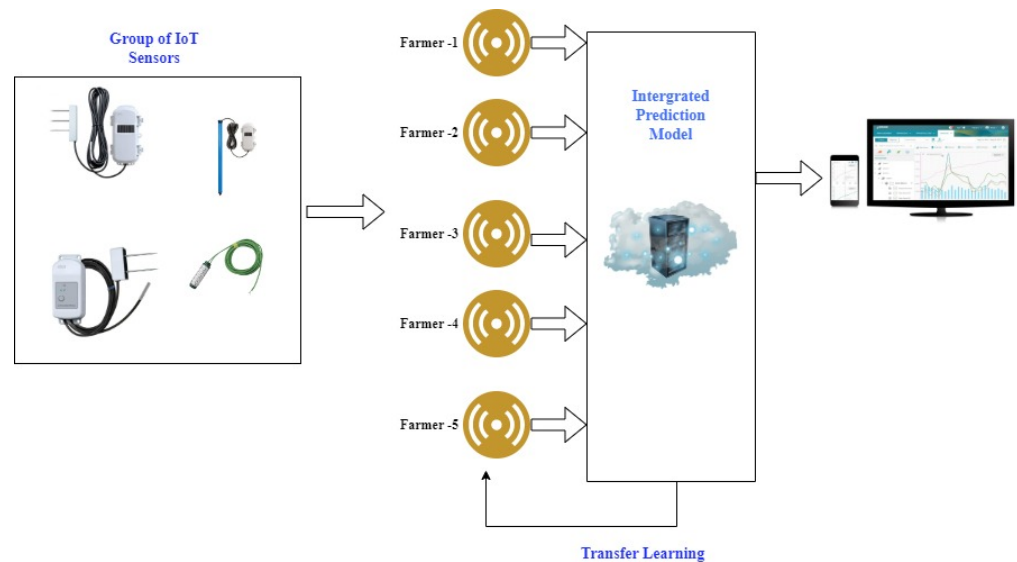 Group of IoT
Sensors
Farmer -1
Farmer -2
Farmer -3
Farmer -4
Farmer -5
Intergrated
Prediction
Model
Transfer Learning